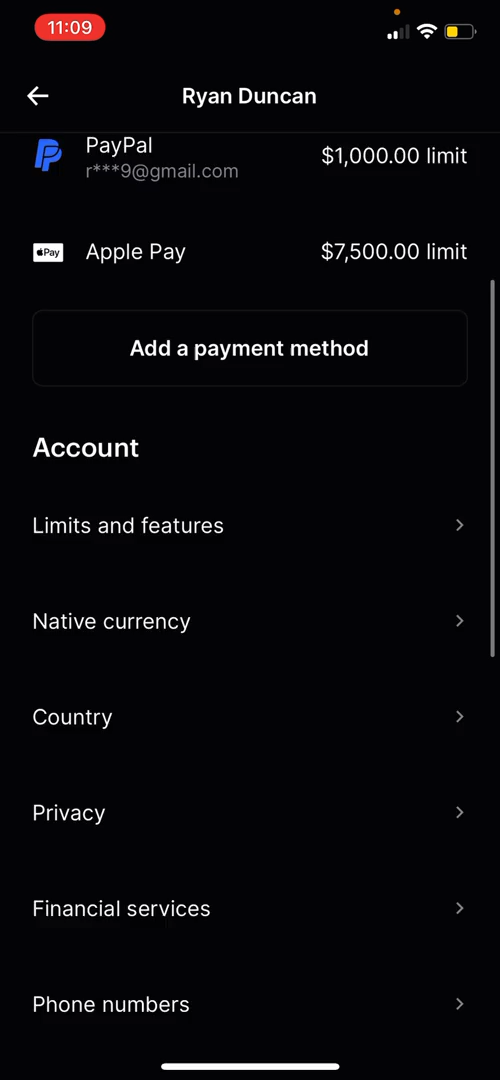 11:09
Ryan Duncan
PayPal
$1,000.00 limit
r***9@gmail.com
Pay
Apple Pay
$7,500.00 limit
Add a payment method
Account
Limits and features
Native currency
Country
Privacy
Financial services
Phone numbers